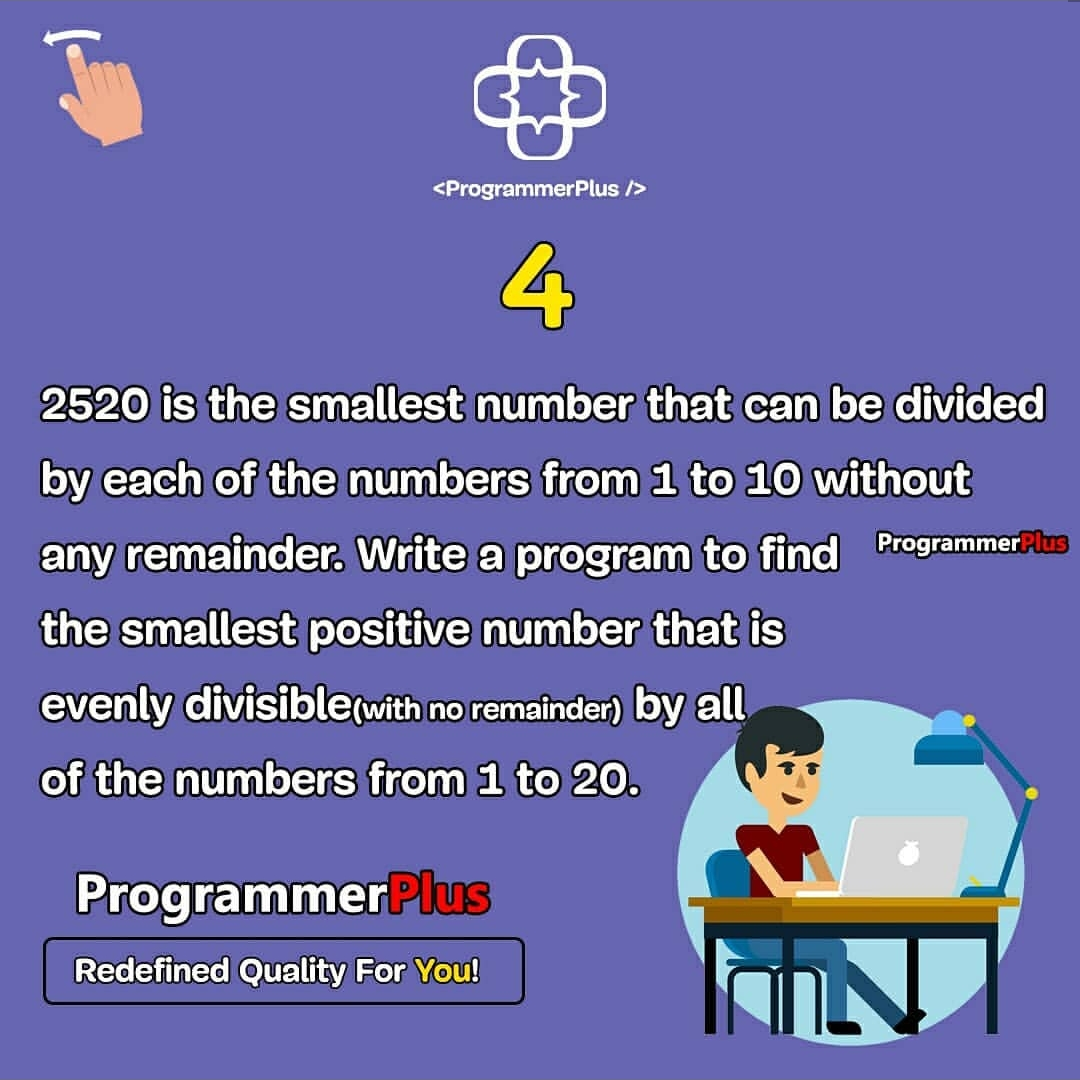 <ProgrammerPlus />
4
2520 is the smallest number that can be divided
by each of the numbers from 1 to 10 without
any remainder. Write a program to find
ProgrammerPlus
the smallest positive number that is
evenly divisible(with no remainder) by all
of the numbers from 1 to 20.
ProgrammerPlus
Redefined Quality For You!